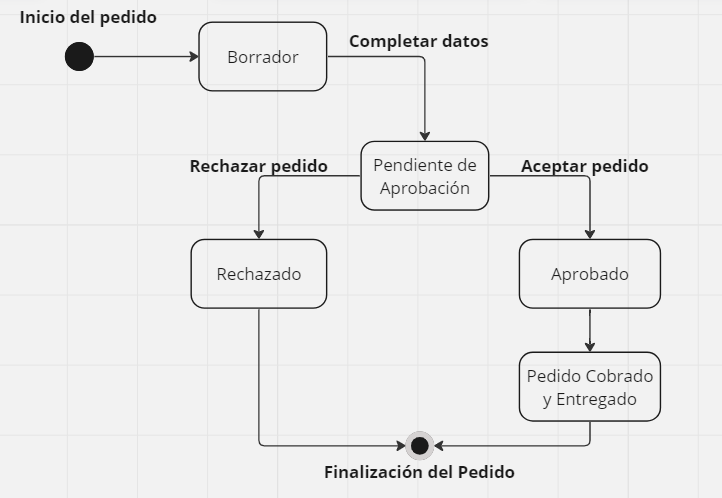 Inicio del pedido
Borrador
Completar datos
Pendiente de
Aprobación
Rechazar pedido
Aceptar pedido
Rechazado
Aprobado
Pedido Cobrado
y Entregado
Finalización del Pedido